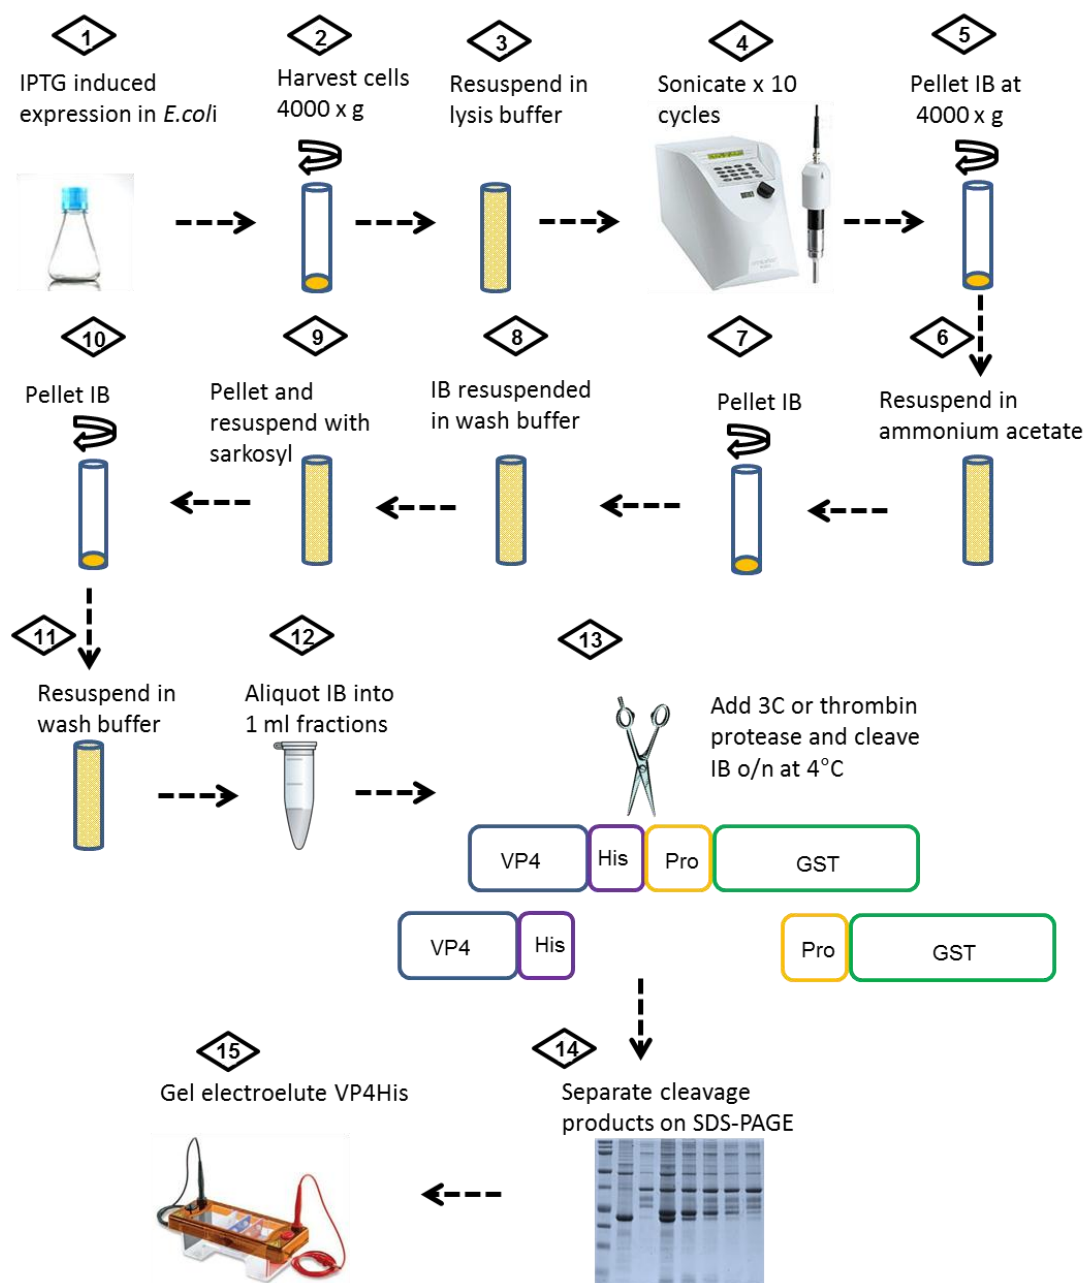 1
IPTG induced
expression in E.coli
2
Harvest cells
4000 x g
3
Resuspend in
lysis buffer
4
Sonicate x 10
cycles
5
Pellet IB at
4000 x g
6
Resuspend in
ammonium acetate
7
Pellet IB
8
IB resuspended
in wash buffer
9
Pellet and
resuspend with
sarkosyl
10
Pellet IB
11
Resuspend in
wash buffer
12
Aliquot IB into
1 ml fractions
13
Add 3C or thrombin
protease and cleave
IB o/n at 4°C
VP4 His Pro GST
VP4 His
Pro GST
14
Separate cleavage
products on SDS-PAGE
15
Gel electroelute VP4His